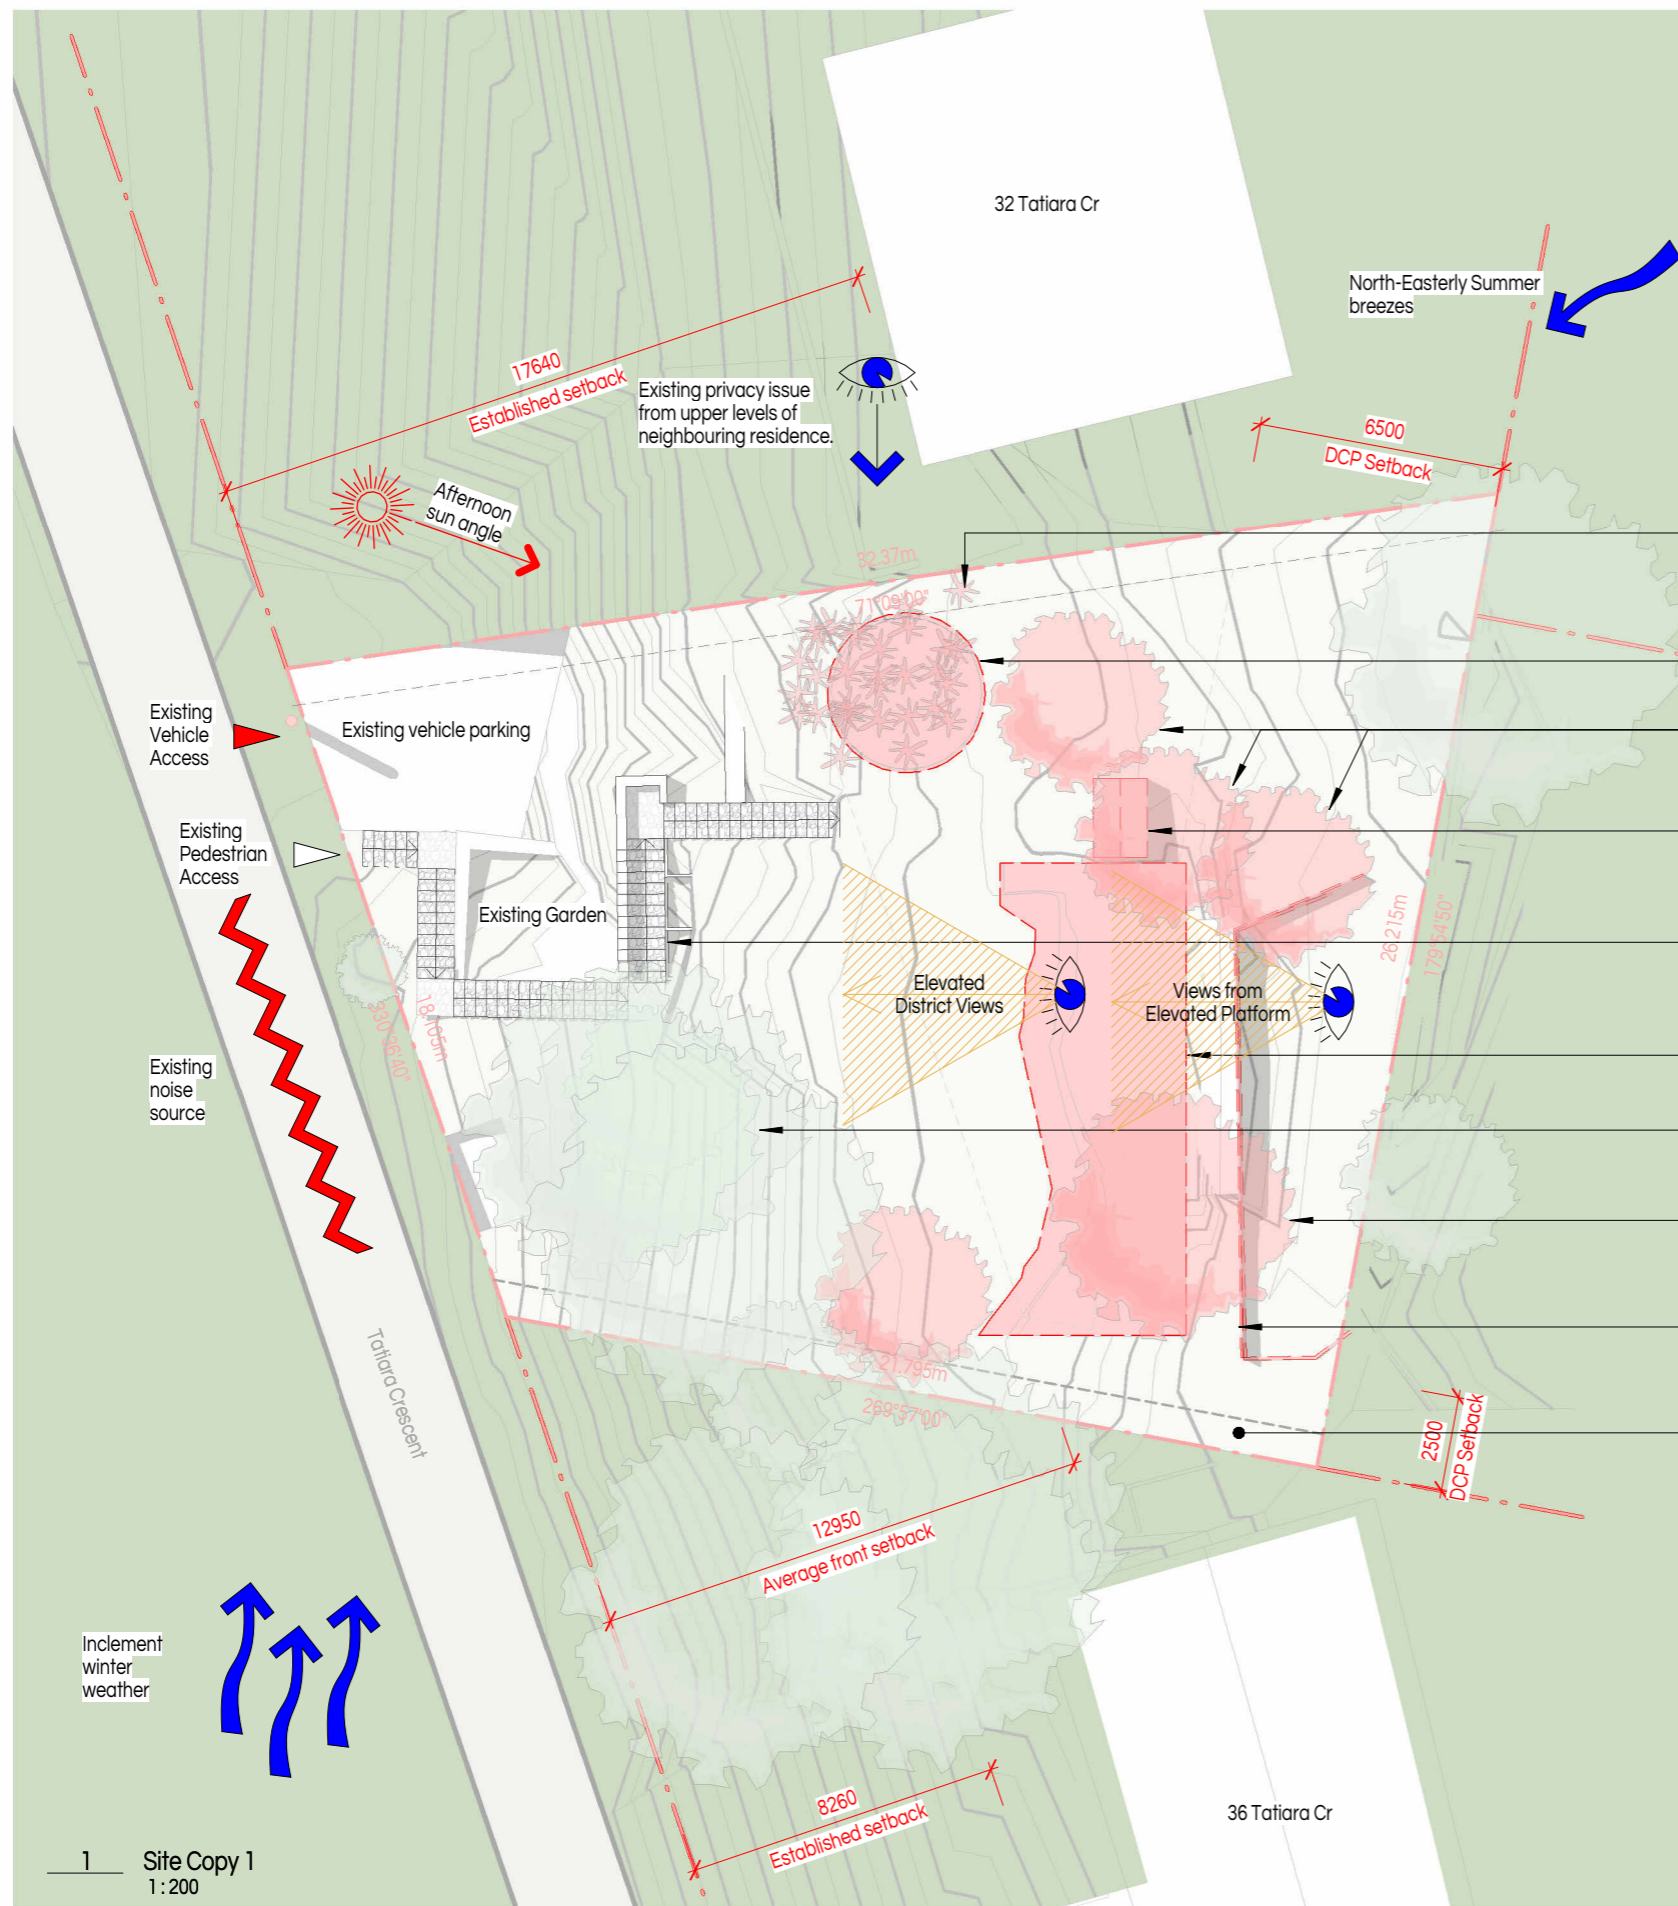 32 Tatiara Cr
North-Easterly Summer
breezes
17640
Established setback
Existing privacy issue
from upper levels of
neighbouring residence.
6500
DCP Setback
Afternoon
sun angle
32.37m
71°09'00"
Existing
Vehicle
Access
Existing vehicle parking
Existing
Pedestrian
Access
Existing Garden
Elevated
District Views
Views from
Elevated Platform
26.215m
179°54'50"
18.105m
330°36'40"
Existing
noise
source
Tatiara Crescent
21.795m
269°57'00"
2500
DCP Setback
12950
Average front setback
Inclement
winter
weather
8260
Established setback
36 Tatiara Cr
1 Site Copy 1
1 : 200